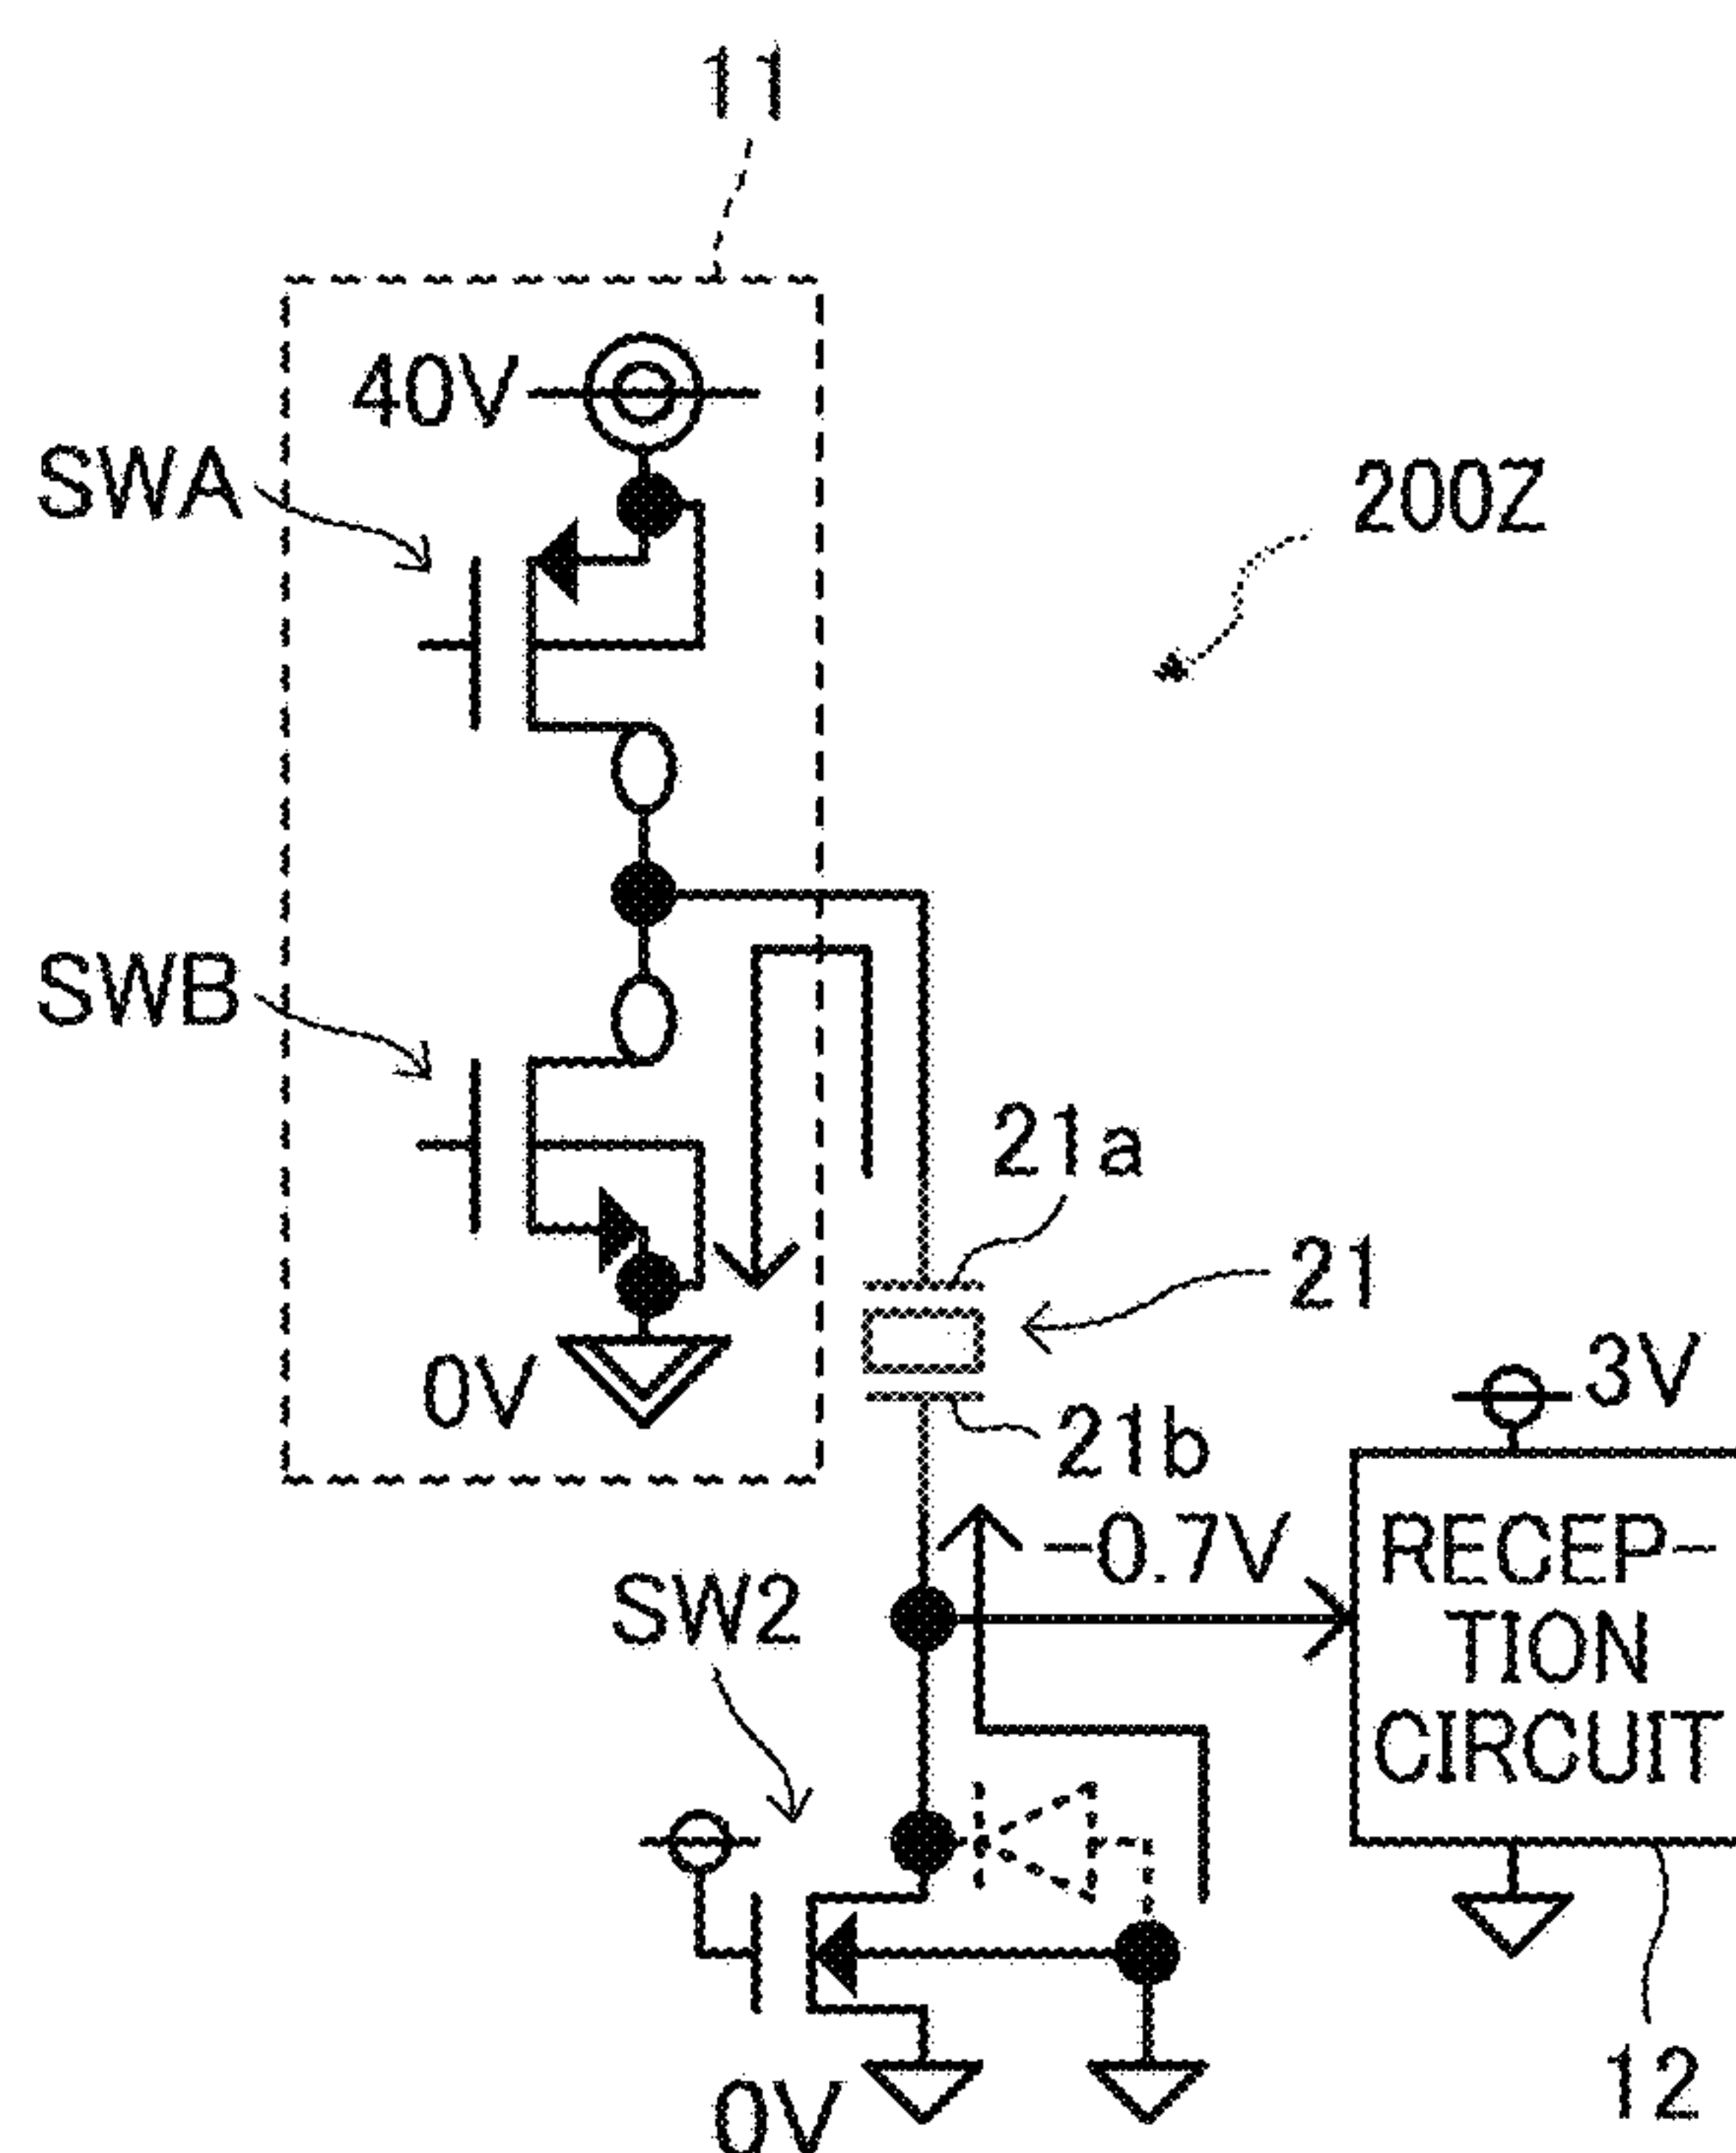 11
40V
SWA
200Z
SWB
21a
21
0V
3V
21b
-0.7V
RECEP-
TION
CIRCUIT
SW2
12
0V